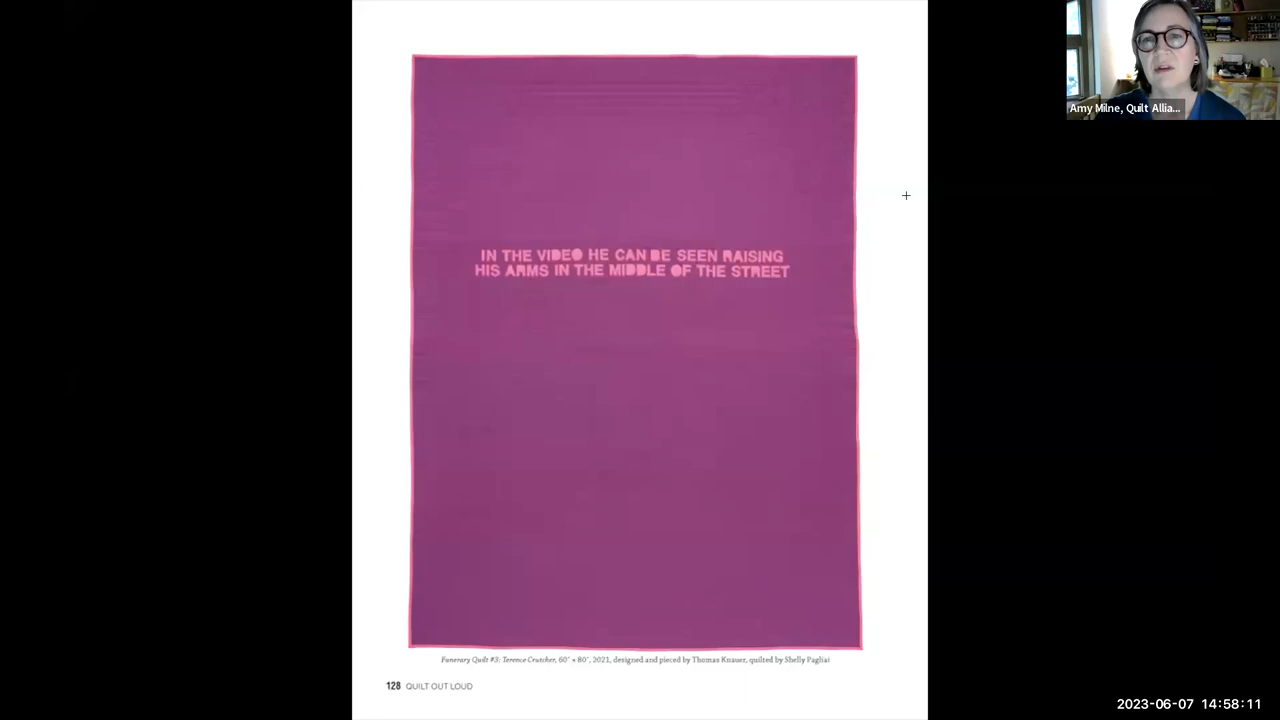 Amy Milne, Quilt Allia...
IN THE VIDEO HE CAN BE SEEN RAISING
HIS ARMS IN THE MIDDLE OF THE STREET
Funerary Quilt #3: Terence Crutcher, 60" × 80", 2021, designed and pieced by Thomas Knauer, quilted by Shelly Pagliai
128 QUILT OUT LOUD
2023-06-07 14:58:11